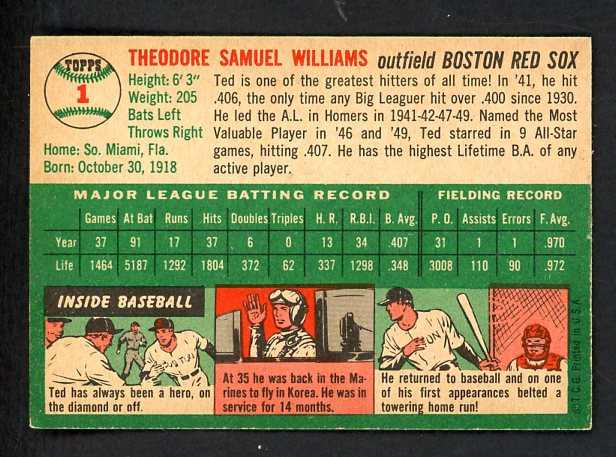 TOPPS
1
THEODORE SAMUEL WILLIAMS outfield BOSTON RED SOX
Height: 6' 3"
Weight: 205
Bats Left
Throws Right
Home: So. Miami, Fla.
Born: October 30, 1918
Ted is one of the greatest hitters of all time! In '41, he hit
.406, the only time any Big Leaguer hit over .400 since 1930.
He led the A.L. in Homers in 1941-42-47-49. Named the Most
Valuable Player in '46 and '49, Ted starred in 9 All-Star
games, hitting .407. He has the highest Lifetime B.A. of any
active player.
MAJOR LEAGUE BATTING RECORD FIELDING RECORD
Games At Bat Runs Hits Doubles Triples H. R. R.B.I. B. Avg. P. O. Assists Errors F. Avg.
Year 37 91 17 37 6 0 13 34 .407 31 1 1 .970
Life 1464 5187 1292 1804 372 62 337 1298 .348 3008 110 90 .972
INSIDE BASEBALL
Ted has always been a hero, on
the diamond or off.
At 35 he was back in the Ma-
rines to fly in Korea. He was in
service for 14 months.
He returned to baseball and on one
of his first appearances belted a
towering home run!
© T. C. G. Printed in U.S.A.